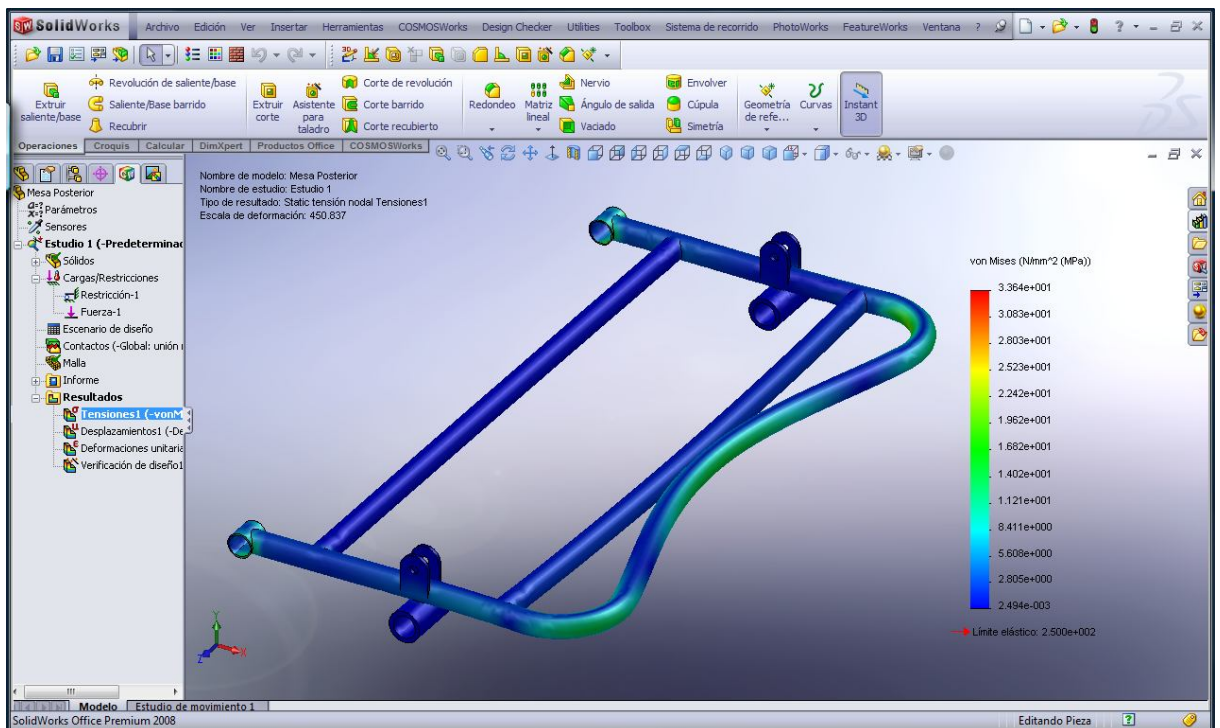 SolidWorks Archivo Edición Ver Insertar Herramientas COSMOSWorks Design Checker Utilities Toolbox Sistema de recorrido PhotoWorks FeatureWorks Ventana ?
Extruir saliente/base
Revolución de saliente/base
Saliente/Base barrido
Recubrir
Extruir corte
Asistente para taladro
Corte de revolución
Corte barrido
Corte recubierto
Redondeo
Matriz lineal
Nervio
Ángulo de salida
Vaciado
Envolver
Cúpula
Simetría
Geometría de refe...
Curvas
Instant 3D
Operaciones Croquis Calcular DimXpert Productos Office COSMOSWorks
Mesa Posterior
Parámetros
Sensores
Estudio 1 (-Predeterminac
Sólidos
Cargas/Restricciones
Restricción-1
Fuerza-1
Escenario de diseño
Contactos (-Global: unión r
Malla
Informe
Resultados
Tensiones1 (-vonM
Desplazamientos1 (-De
Deformaciones unitaria
Verificación de diseño1
Nombre de modelo: Mesa Posterior
Nombre de estudio: Estudio 1
Tipo de resultado: Static tensión nodal Tensiones1
Escala de deformación: 450.837
von Mises (N/mm^2 (MPa))
3.364e+001
3.083e+001
2.803e+001
2.523e+001
2.242e+001
1.962e+001
1.682e+001
1.402e+001
1.121e+001
8.411e+000
5.608e+000
2.805e+000
2.494e-003
Límite elástico: 2.500e+002
Y
X
Z
Modelo Estudio de movimiento 1
SolidWorks Office Premium 2008
Editando Pieza